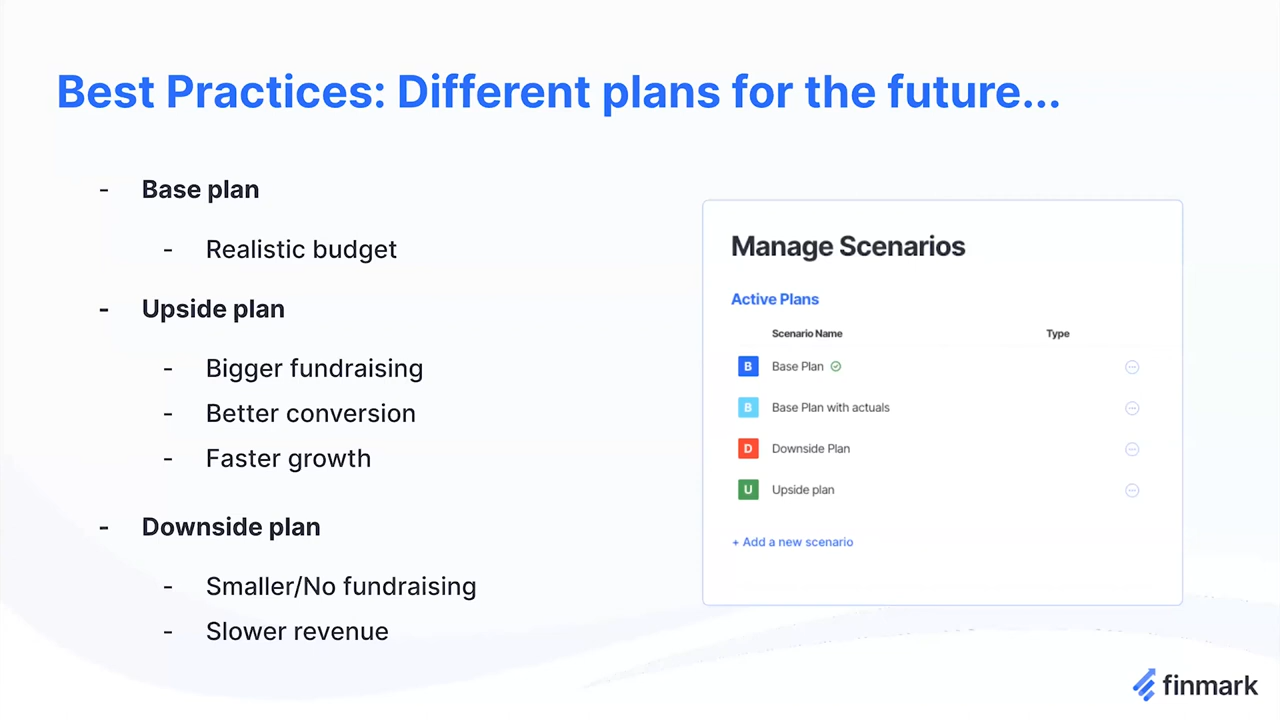 Best Practices: Different plans for the future...
- Base plan
- Realistic budget
- Upside plan
- Bigger fundraising
- Better conversion
- Faster growth
- Downside plan
- Smaller/No fundraising
- Slower revenue
Manage Scenarios
Active Plans
Scenario Name Type
B Base Plan
B Base Plan with actuals
D Downside Plan
U Upside plan
+ Add a new scenario
finmark